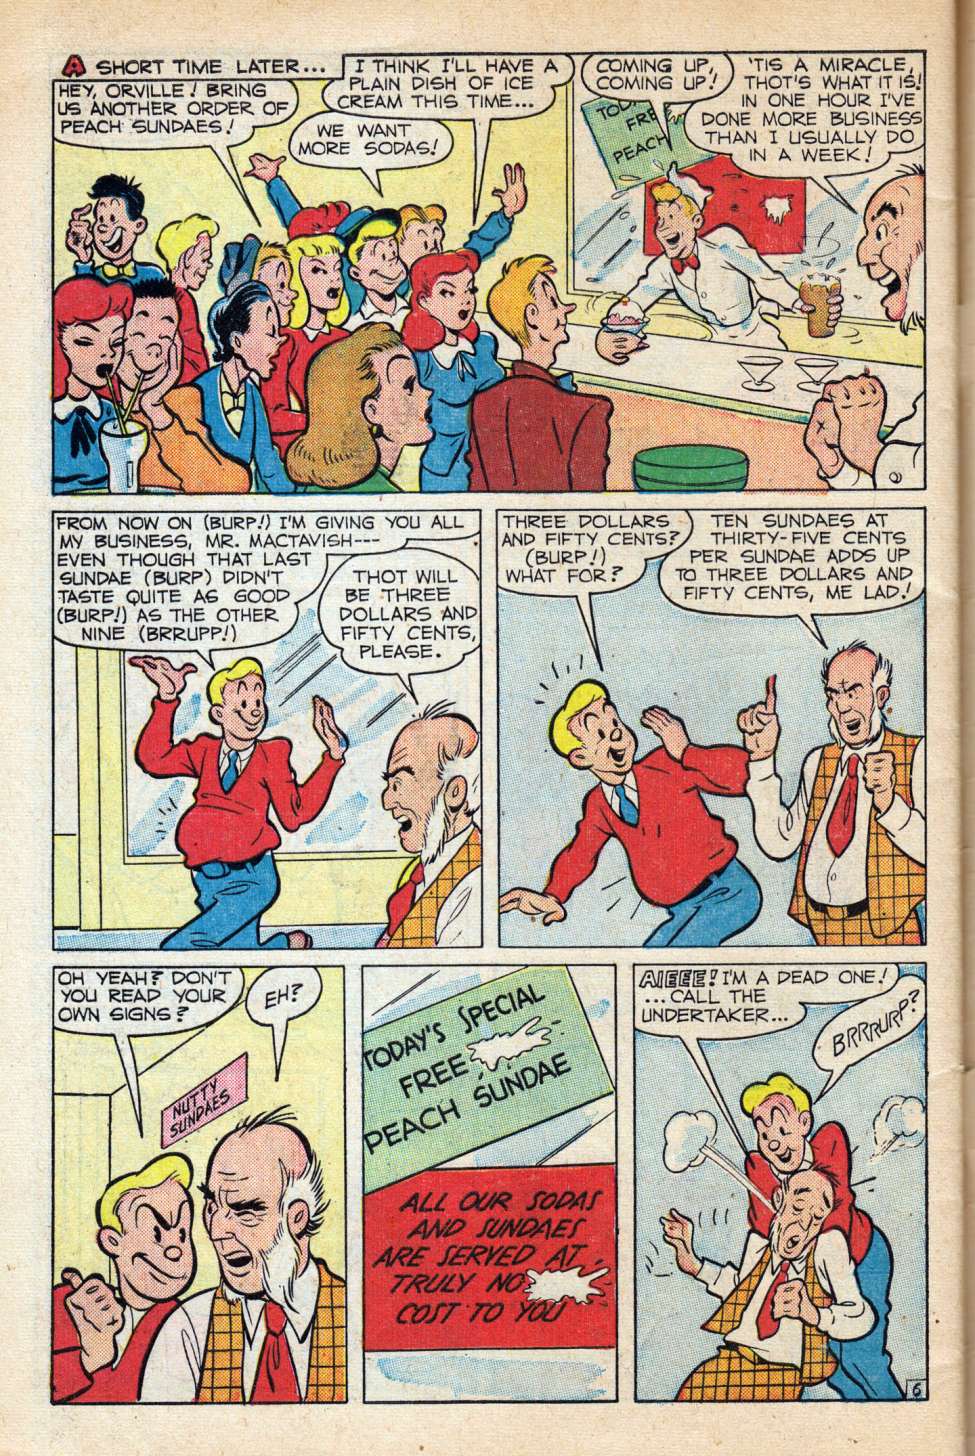 A SHORT TIME LATER...
HEY, ORVILLE! BRING
US ANOTHER ORDER OF
PEACH SUNDAES!
WE WANT
MORE SODAS!
I THINK I'LL HAVE A
PLAIN DISH OF ICE
CREAM THIS TIME...
COMING UP,
COMING UP!
'TIS A MIRACLE,
THOT'S WHAT IT IS!
IN ONE HOUR I'VE
DONE MORE BUSINESS
THAN I USUALLY DO
IN A WEEK!
TOD
FRE
PEACH
FROM NOW ON (BURP!) I'M GIVING YOU ALL
MY BUSINESS, MR. MACTAVISH---
EVEN THOUGH THAT LAST
SUNDAE (BURP) DIDN'T
TASTE QUITE AS GOOD
(BURP!) AS THE OTHER
NINE (BRRUPP!)
THOT WILL
BE THREE
DOLLARS AND
FIFTY CENTS,
PLEASE.
THREE DOLLARS
AND FIFTY CENTS?
(BURP!)
WHAT FOR?
TEN SUNDAES AT
THIRTY-FIVE CENTS
PER SUNDAE ADDS UP
TO THREE DOLLARS AND
FIFTY CENTS, ME LAD!
OH YEAH? DON'T
YOU READ YOUR
OWN SIGNS?
EH?
NUTTY
SUNDAES
TODAY'S SPECIAL
FREE
PEACH SUNDAE
ALL OUR SODAS
AND SUNDAES
ARE SERVED AT
TRULY NO
COST TO YOU
AIEEE! I'M A DEAD ONE!
...CALL THE
UNDERTAKER...
BRRRURP?
6